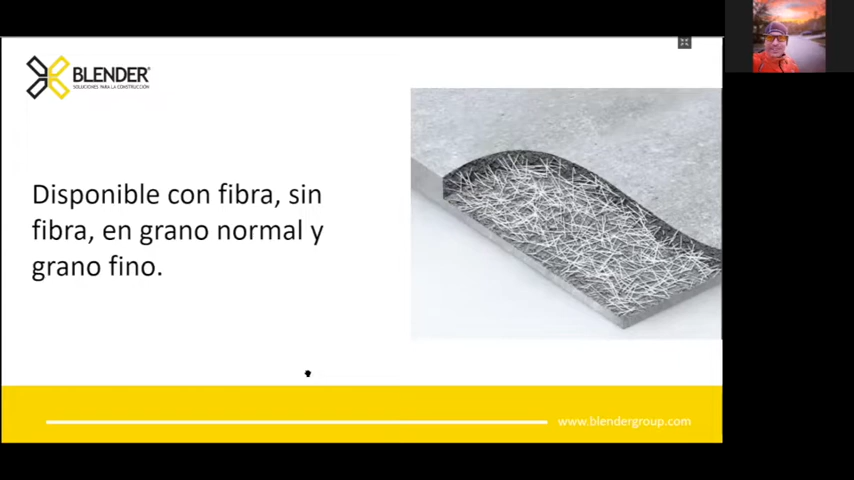 BLENDER®
SOLUCIONES PARA LA CONSTRUCCIÓN
Disponible con fibra, sin
fibra, en grano normal y
grano fino.
www.blendergroup.com